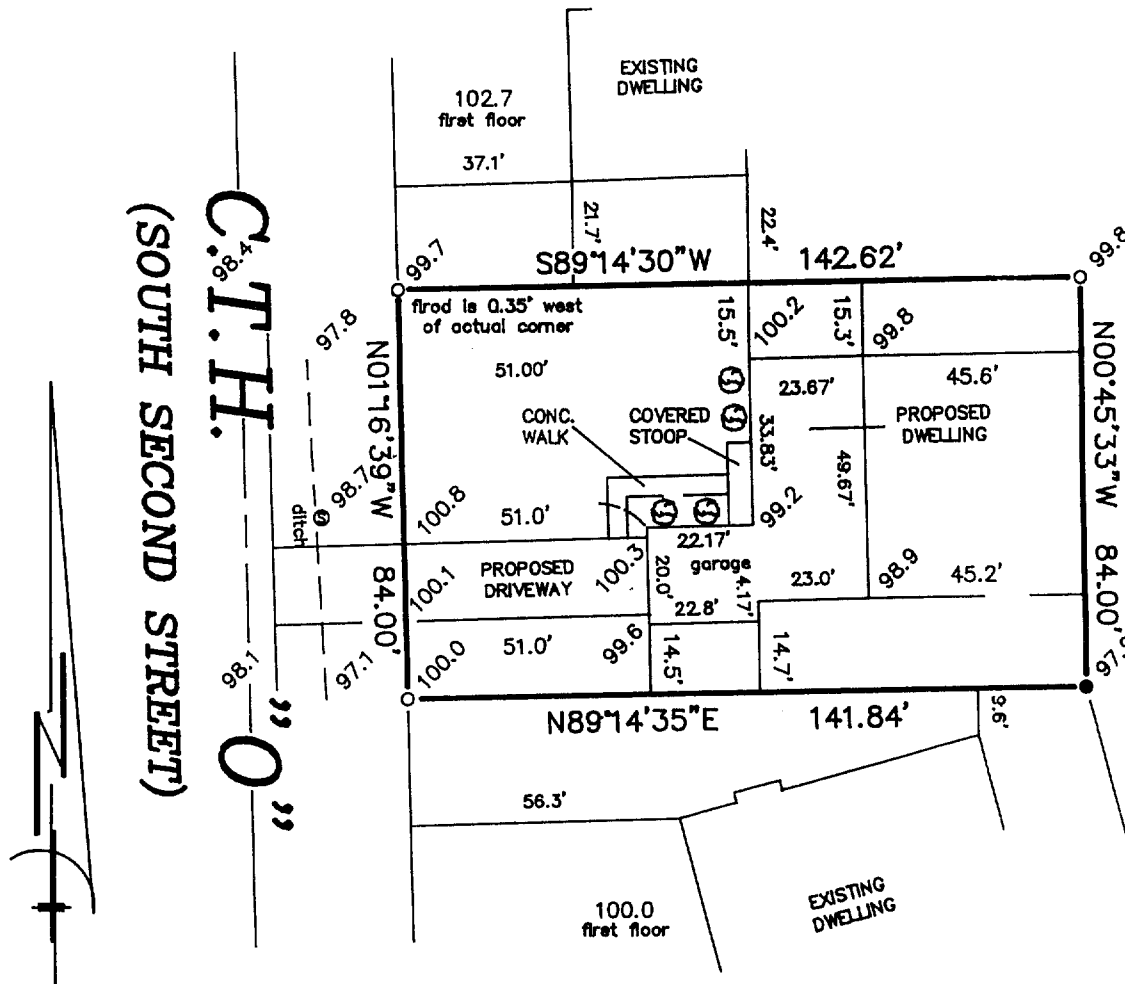 EXISTING
DWELLING
102.7
first floor
37.1'
21.7'
22.4'
C.T.H. "O"
(SOUTH SECOND STREET)
98.4
99.7
S89°14'30"W 142.62'
99.8
firod is 0.35' west
of actual corner
15.5'
100.2
15.3'
99.8
97.8
N01°16'39"W 84.00'
N00°45'33"W 84.00'
51.00'
23.67'
45.6'
CONC.
WALK
COVERED
STOOP
33.83'
PROPOSED
DWELLING
49.67'
98.7
ditch
100.8
51.0'
99.2
22.17'
garage
PROPOSED
DRIVEWAY
100.3
20.0'
4.17'
23.0'
98.9
45.2'
100.1
22.8'
98.1
97.1
100.0
51.0'
99.6
14.5'
14.7'
N89°14'35"E 141.84'
9.6'
56.3'
100.0
first floor
EXISTING
DWELLING